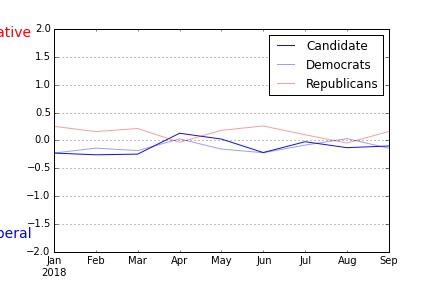 ative
2.0
1.5
1.0
0.5
0.0
−0.5
−1.0
−1.5
−2.0
beral
Candidate
Democrats
Republicans
Jan Feb Mar Apr May Jun Jul Aug Sep
2018